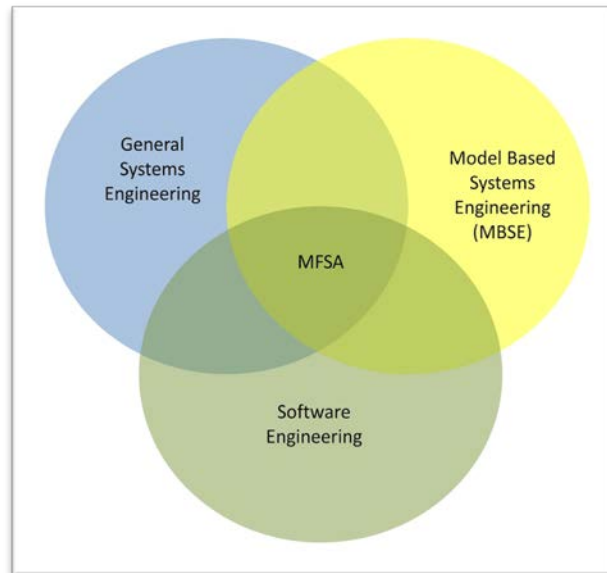 General
Systems
Engineering
Model Based
Systems
Engineering
(MBSE)
MFSA
Software
Engineering